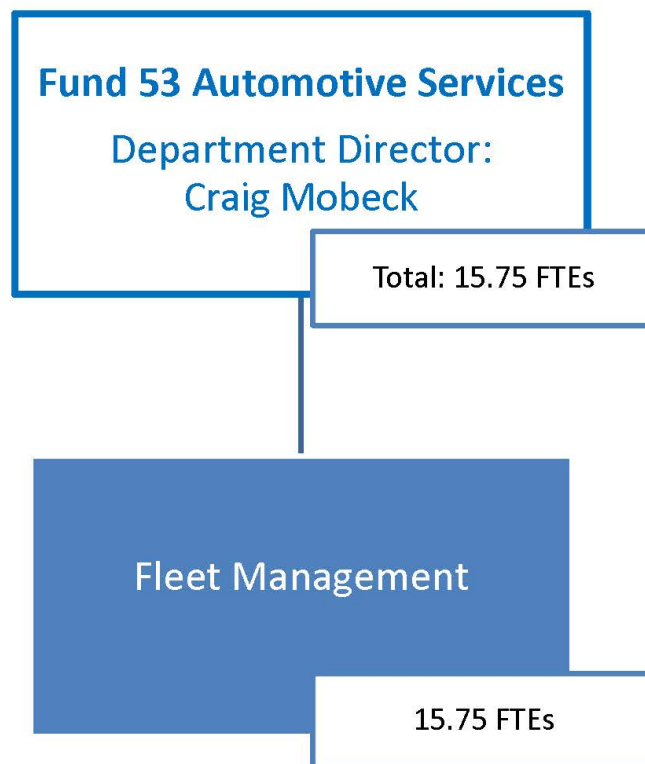 Fund 53 Automotive Services
Department Director:
Craig Mobeck
Total: 15.75 FTEs
Fleet Management
15.75 FTEs